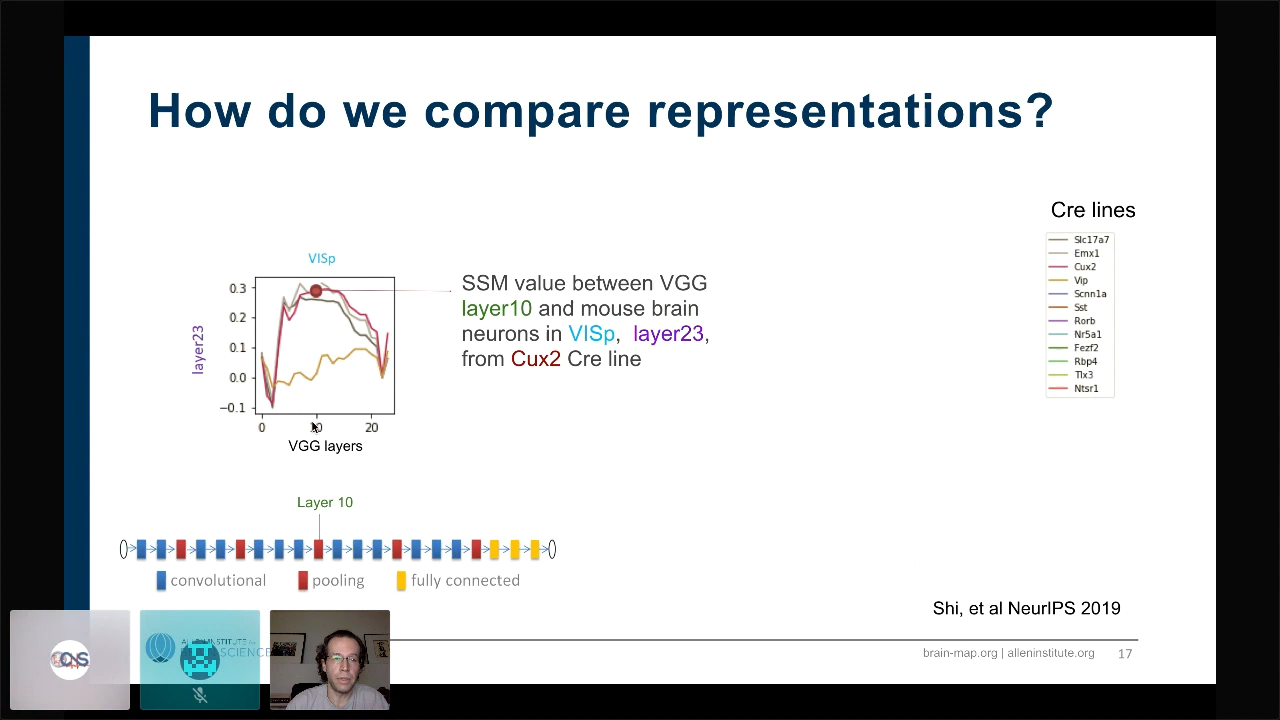 How do we compare representations?
Cre lines
Slc17a7
Emx1
Cux2
Vip
Scnn1a
Sst
Rorb
Nr5a1
Fezf2
Rbp4
Tlx3
Ntsr1
VISp
0.3
0.2
0.1
0.0
−0.1
layer23
0 10 20
VGG layers
SSM value between VGG
layer10 and mouse brain
neurons in VISp, layer23,
from Cux2 Cre line
Layer 10
convolutional pooling fully connected
Shi, et al NeurIPS 2019
brain-map.org | alleninstitute.org 17